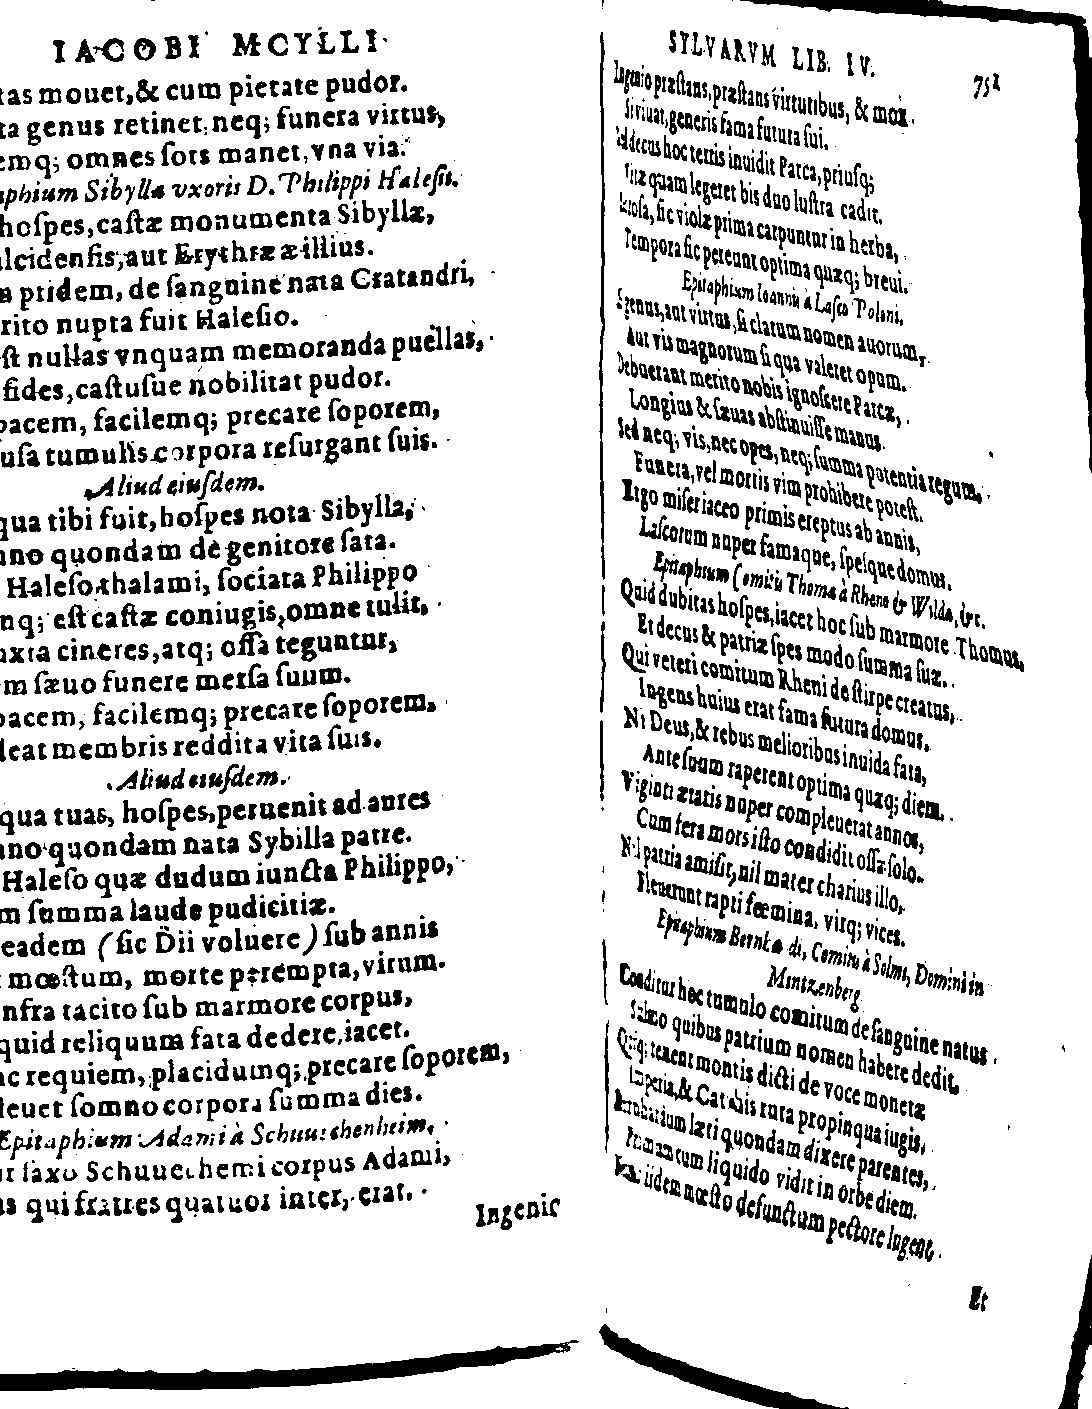 IACOBI MCYLLI
tas mouet,& cum pietate pudor.
ta genus retinet, neq; funera virtus,
emq; omnes ſors manet, vna via.
aphium Sibyllæ vxoris D. Philippi Haleſii.
hoſpes, caſtæ monumenta Sibyllæ,
alcidenſis, aut Erythrææ illius.
pridem, de ſanguine nata Cratandri,
rito nupta fuit Haleſio.
ſt nullas vnquam memoranda puellas,
fides, caſtuſue nobilitat pudor.
pacem, facilemq; precare ſoporem,
uſa tumulis corpora reſurgant ſuis.
Aliud eiuſdem.
qua tibi fuit, hoſpes nota Sibylla,
nno quondam de genitore ſata.
Haleſo thalami, ſociata Philippo
nq; eſt caſtæ coniugis, omne tulit,
uxta cineres, atq; oſſa teguntur,
m ſæuo funere merſa ſuum.
pacem, facilemq; precare ſoporem,
leat membris reddita vita ſuis.
Aliud eiuſdem.
qua tuas, hoſpes, peruenit ad aures
nno quondam nata Sybilla patre.
Haleſo quæ dudum iuncta Philippo,
m ſumma laude pudicitiæ.
eadem (ſic Dii voluere) ſub annis
mœſtum, morte perempta, virum.
nfra tacito ſub marmore corpus,
quid reliquum fata dedere, iacet.
ac requiem, placidumq; precare ſoporem,
leuet ſomno corpora ſumma dies.
Epitaphium Adami à Schuuechenheim.
ur ſaxo Schuuechemi corpus Adami,
us qui fratres quatuor inter, erat.
Ingenio
SYLVARVM LIB. IV. 751
Ingenio præſtans, præſtans virtutibus, & mox
Si viuat, generis fama futura ſui.
Id decus hoc terris inuidit Parca, priuſq;
Vitæ quam legeret bis duo luſtra cadit.
ſic violæ prima carpuntur in herba,
Tempora ſic pereunt optima quæq; breui.
Epitaphium Ioannis à Laſco Poloni.
Si genus, aut virtus, ſi clarum nomen auorum,
Aut vis magnorum ſi qua valeret opum.
Debuerant merito nobis ignoſcere Parcæ,
Longius & ſæuas abſtinuiſſe manus.
Sed neq; vis, nec opes, neq; ſumma potentia regum,
Funera, vel mortis vim prohibere poteſt.
Ergo miſer iaceo primis ereptus ab annis,
Laſcorum nuper famaque, ſpeſque domus.
Epitaphium Comitis Thomæ à Rheno & Wilda, &c.
Quid dubitas hoſpes, iacet hoc ſub marmore Thomus,
Et decus & patriæ ſpes modo ſumma ſuæ.
Qui veteri comitum Rheni de ſtirpe creatus,
Ingens huius erat fama futura domus.
Ni Deus, & rebus melioribus inuida fata,
Ante ſuum raperent optima quæq; diem.
Viginti ætatis nuper compleuerat annos,
Cum fera mors iſto condidit oſſa ſolo.
Nil patria amiſit, nil mater charius illo,
Fleuerunt rapti fœmina, virq; vices.
Epitaphium Comitis à Solms, Domini in
Mintzenberg
Conditur hoc tumulo comitum de ſanguine natus
Salmo quibus patrium nomen habere dedit,
Quiq; tenent montis dicti de voce monetæ
Imperia, & Cathis rura propinqua iugis,
læti quondam dixere parentes,
cum liquido vidit in orbe diem.
iidem mœſto defunctum pectore lugent,
Et